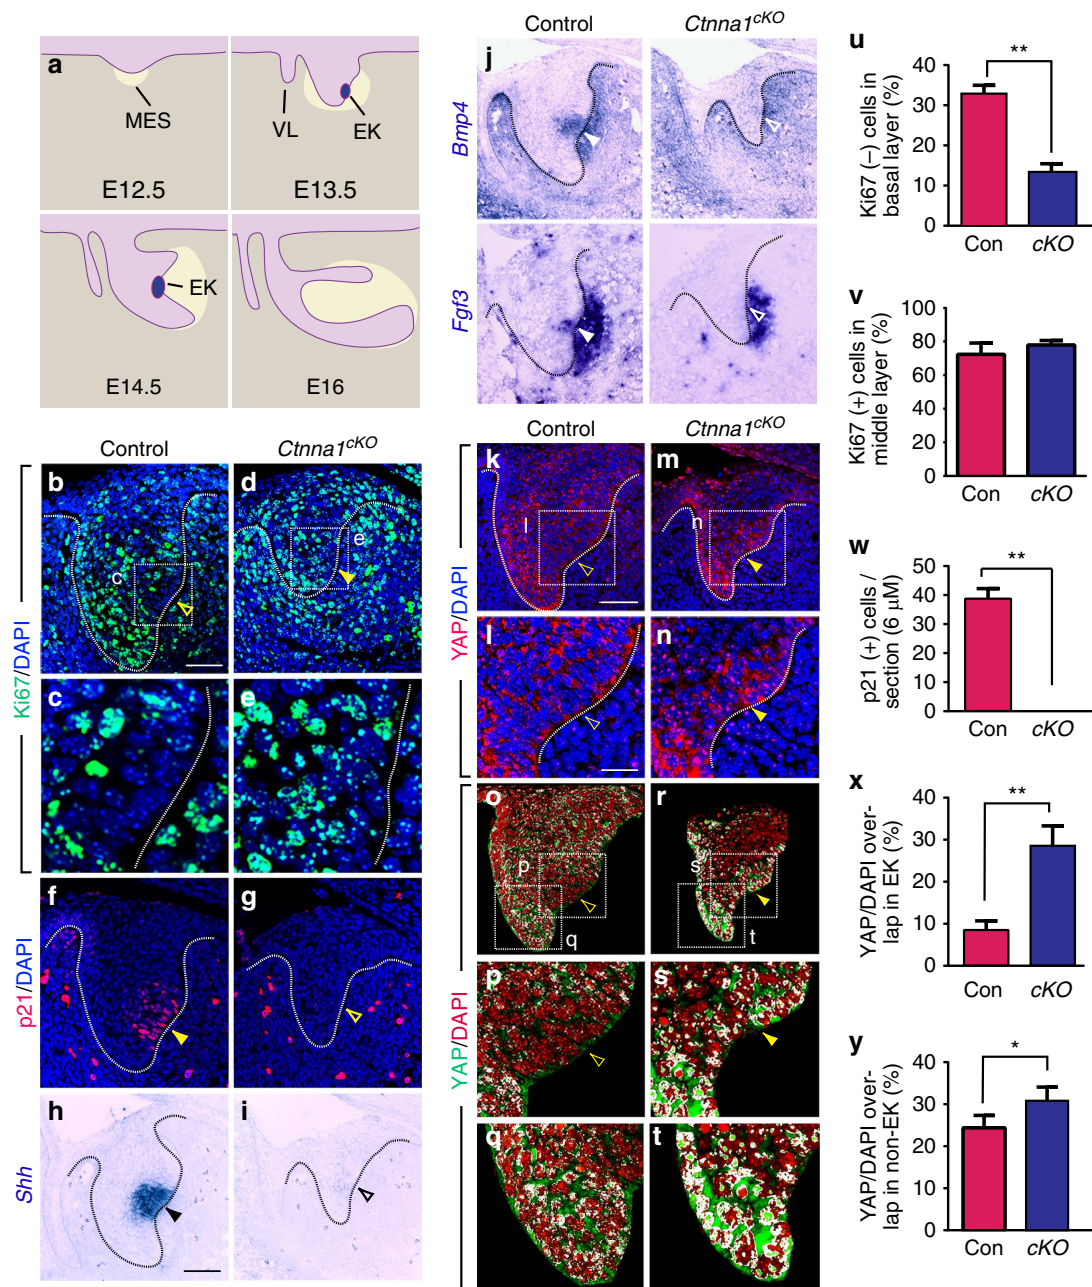 a
MES
E12.5
VL
EK
E13.5
EK
E14.5
E16
Control
Ctnna1cKO
b
c
d
e
Ki67/DAPI
c
e
f
g
p21/DAPI
h
i
Shh
Control
Ctnna1cKO
j
Bmp4
Fgf3
Control
Ctnna1cKO
k
l
m
n
YAP/DAPI
l
n
o
p
q
r
s
t
YAP/DAPI
p
s
q
t
u
Ki67 (–) cells in
basal layer (%)
40
30
20
10
0
**
Con
cKO
v
Ki67 (+) cells in
middle layer (%)
100
80
60
40
20
0
Con
cKO
w
p21 (+) cells /
section (6 μM)
50
40
30
20
10
0
**
Con
cKO
x
YAP/DAPI over-
lap in EK (%)
40
30
20
10
0
**
Con
cKO
y
YAP/DAPI over-
lap in non-EK (%)
40
30
20
10
0
*
Con
cKO